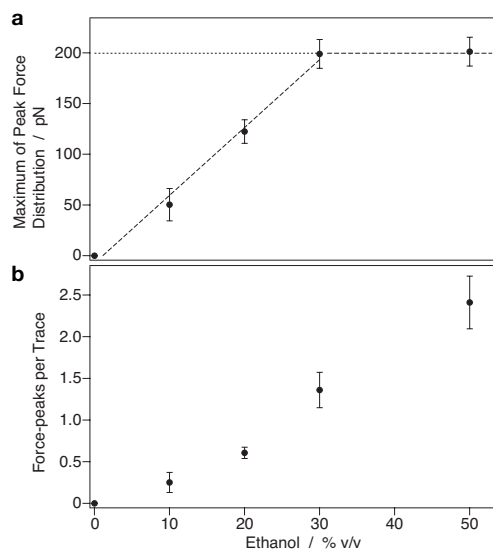 a
Maximum of Peak Force
Distribution / pN
200
150
100
50
0
b
Force-peaks per Trace
2.5
2.0
1.5
1.0
0.5
0
0 10 20 30 40 50
Ethanol / % v/v